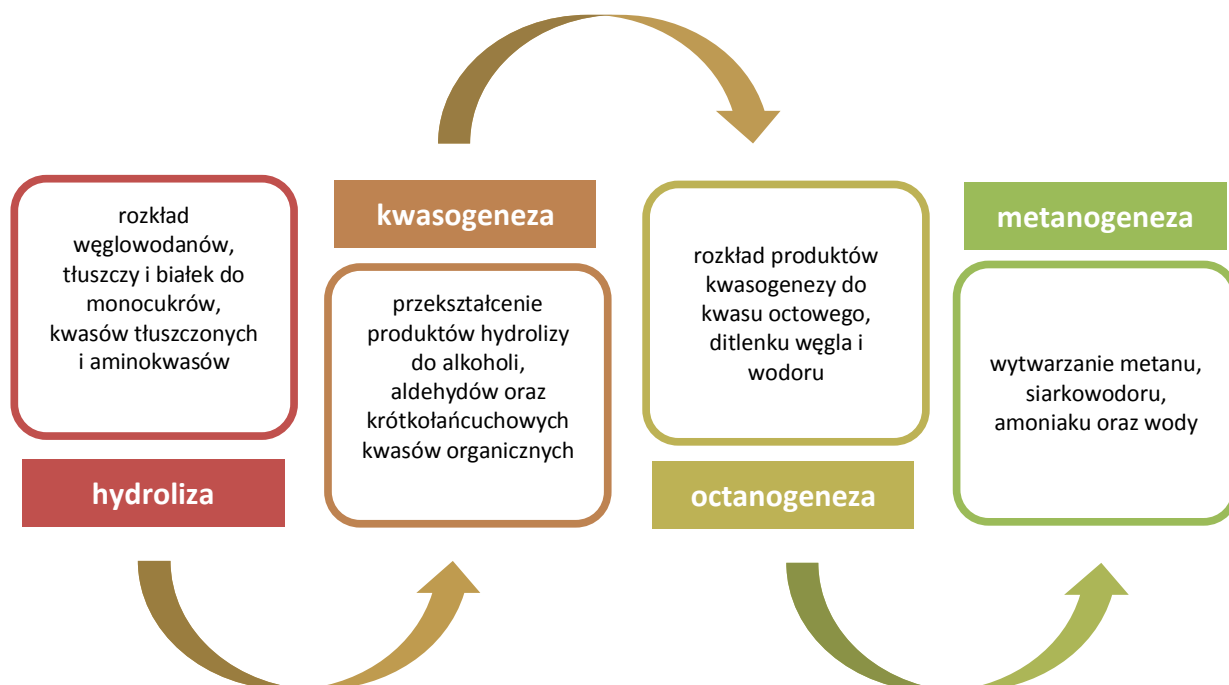 rozkład
węglowodanów,
tłuszczy i białek do
monocukrów,
kwasów tłuszczonych
i aminokwasów
hydroliza
kwasogeneza
przekształcenie
produktów hydrolizy
do alkoholi,
aldehydów oraz
krótkołańcuchowych
kwasów organicznych
rozkład produktów
kwasogenezy do
kwasu octowego,
ditlenku węgla i
wodoru
octanogeneza
metanogeneza
wytwarzanie metanu,
siarkowodoru,
amoniaku oraz wody